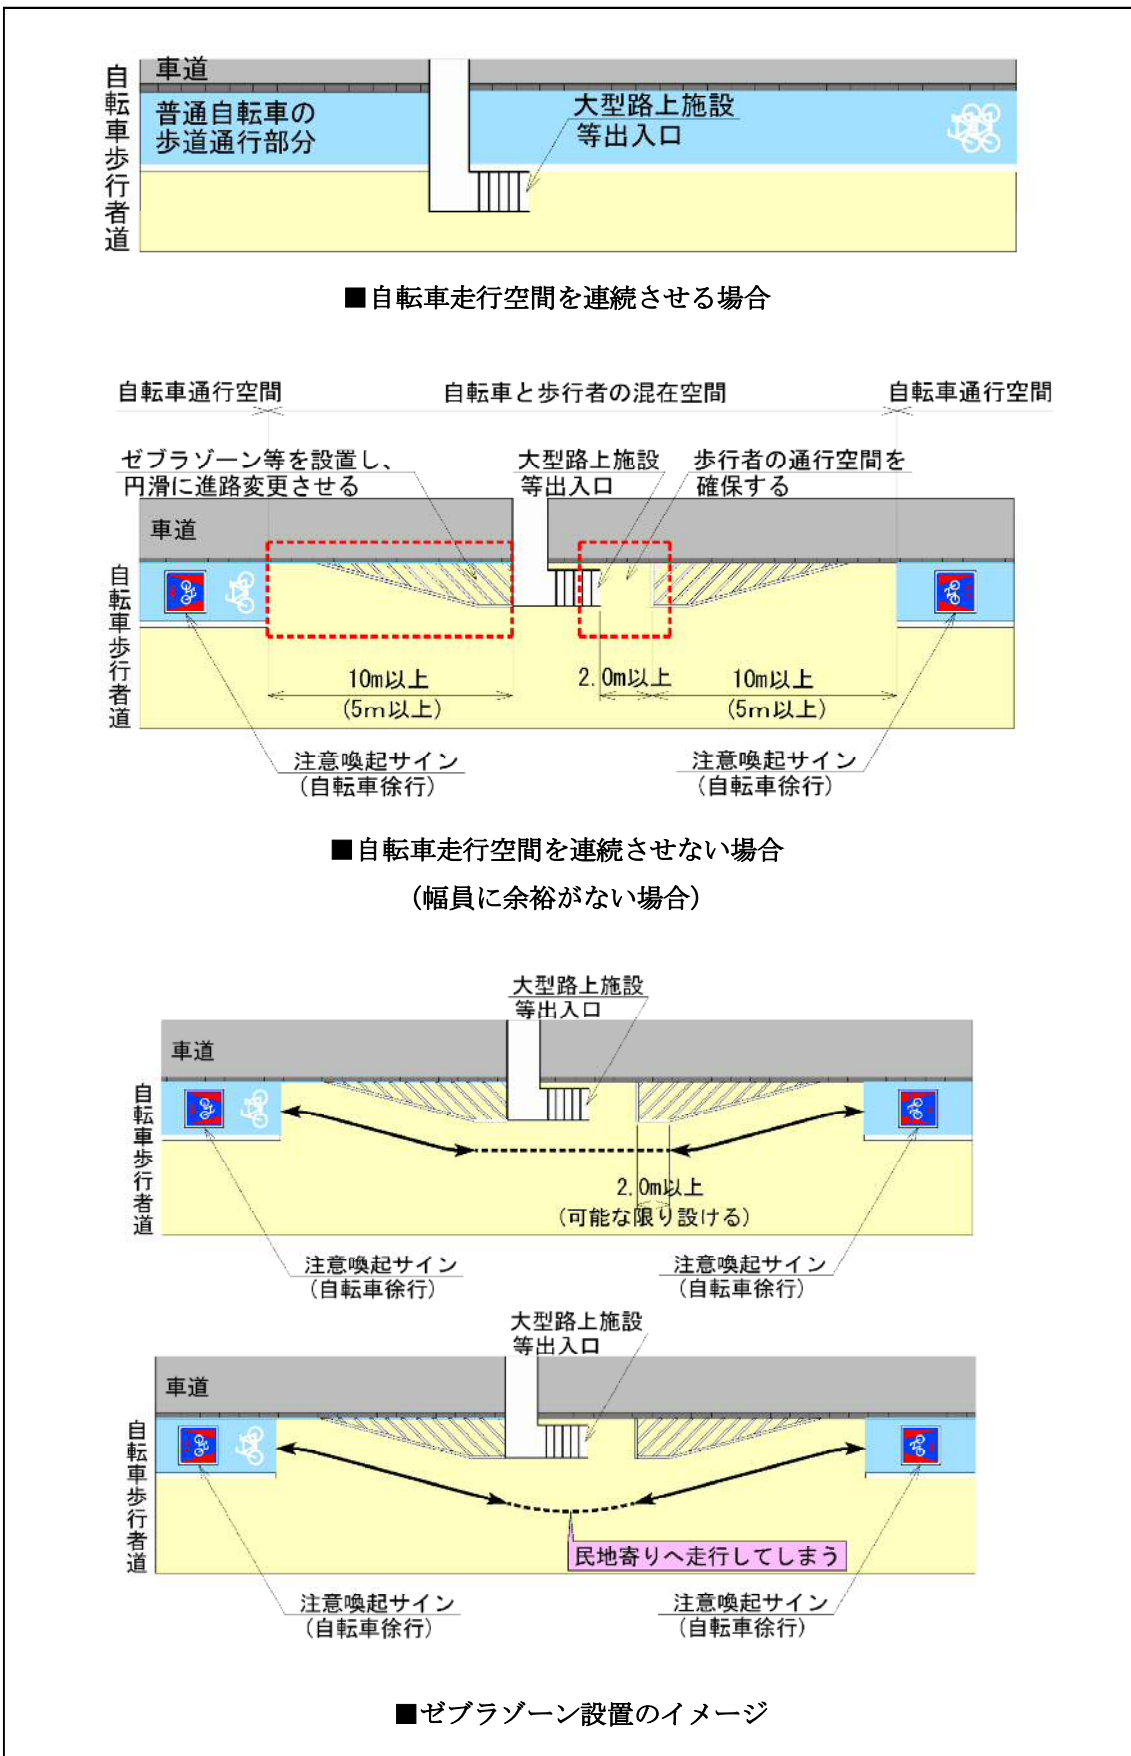 自転車歩行者道
車道
普通自転車の
歩道通行部分
大型路上施設
等出入口
■自転車走行空間を連続させる場合
自転車通行空間
自転車と歩行者の混在空間
自転車通行空間
ゼブラゾーン等を設置し、
円滑に進路変更させる
大型路上施設
等出入口
歩行者の通行空間を
確保する
車道
自転車歩行者道
10m以上
(5m以上)
2.0m以上
10m以上
(5m以上)
注意喚起サイン
(自転車徐行)
注意喚起サイン
(自転車徐行)
■自転車走行空間を連続させない場合
(幅員に余裕がない場合)
大型路上施設
等出入口
車道
自転車歩行者道
2.0m以上
(可能な限り設ける)
注意喚起サイン
(自転車徐行)
注意喚起サイン
(自転車徐行)
大型路上施設
等出入口
車道
自転車歩行者道
民地寄りへ走行してしまう
注意喚起サイン
(自転車徐行)
注意喚起サイン
(自転車徐行)
■ゼブラゾーン設置のイメージ